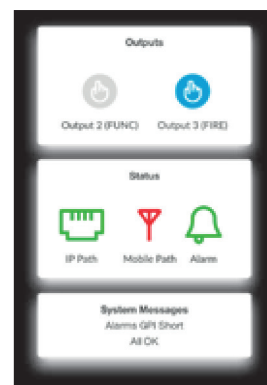 Outputs
Output 2 (FUNC) Output 3 (FIRE)
Status
IP Path Mobile Path Alarm
System Messages
Alarms GPI Short
All OK